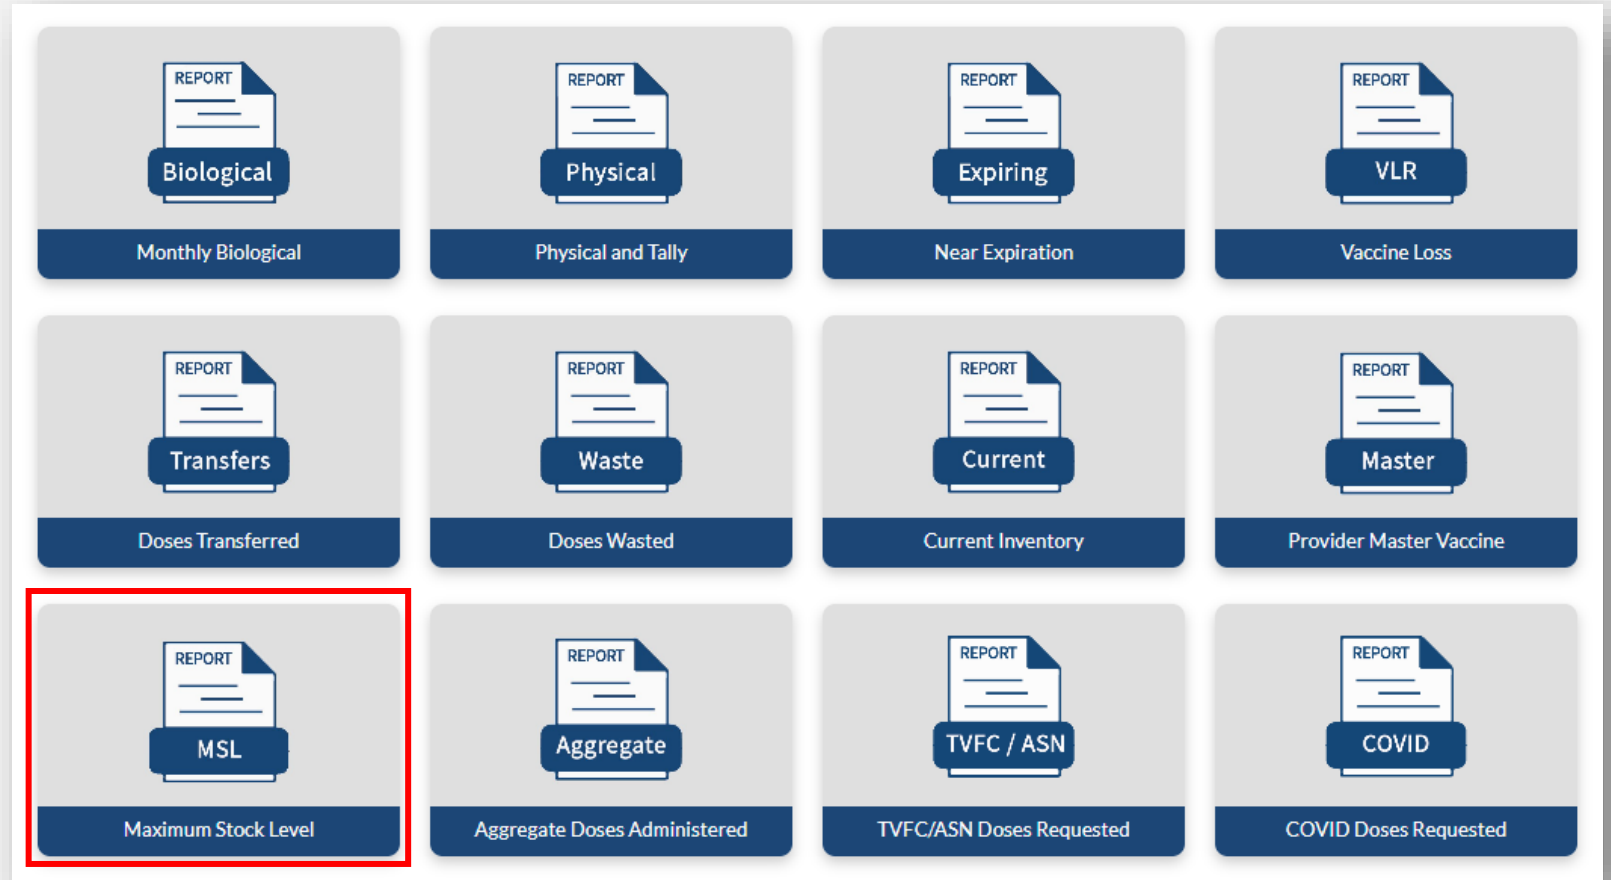 REPORT
Biological
Monthly Biological
REPORT
Physical
Physical and Tally
REPORT
Expiring
Near Expiration
REPORT
VLR
Vaccine Loss
REPORT
Transfers
Doses Transferred
REPORT
Waste
Doses Wasted
REPORT
Current
Current Inventory
REPORT
Master
Provider Master Vaccine
REPORT
MSL
Maximum Stock Level
REPORT
Aggregate
Aggregate Doses Administered
REPORT
TVFC / ASN
TVFC/ASN Doses Requested
REPORT
COVID
COVID Doses Requested